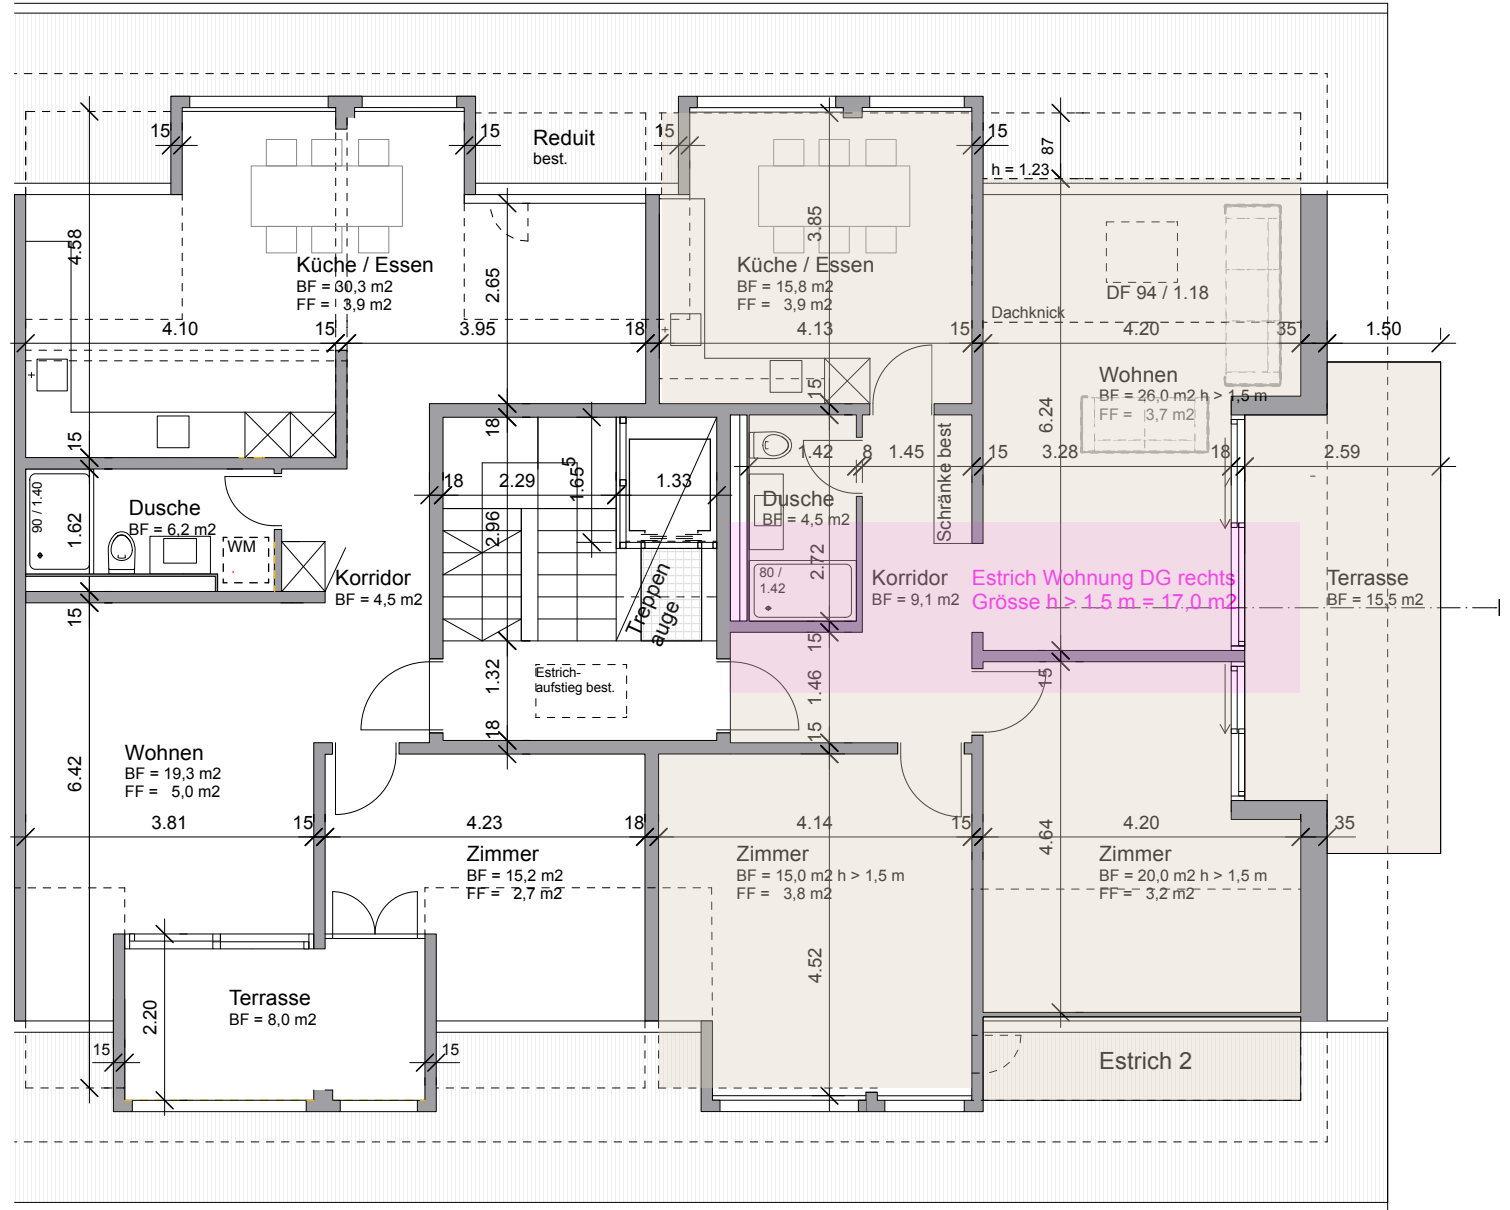 15
15
Reduit
best.
15
15
87
h = 1.23
4.58
Küche / Essen
BF = 30,3 m2
FF = 3,9 m2
2.65
3.85
Küche / Essen
BF = 15,8 m2
FF = 3,9 m2
DF 94 / 1.18
Dachknick
4.10
15
3.95
18
4.13
15
4.20
35
1.50
+
+
15
Wohnen
BF = 26,0 m2 h > 1,5 m
FF = 3,7 m2
6.24
15
18
1.42
8
1.45
15
3.28
18
2.59
Schränke best
18
2.29
1.65⁵
1.33
90 / 1.40
1.62
Dusche
BF = 6,2 m2
WM
2.96
Dusche
BF = 4,5 m2
2.72
80 /
1.42
Korridor
BF = 4,5 m2
Treppen
auge
Korridor
BF = 9,1 m2
Estrich Wohnung DG rechts
Grösse h > 1.5 m = 17,0 m2
Terrasse
BF = 15,5 m2
15
15
1.32
Estrich-
aufstieg best.
1.46
15
18
15
Wohnen
BF = 19,3 m2
FF = 5,0 m2
6.42
3.81
15
4.23
18
4.14
15
4.20
35
4.64
Zimmer
BF = 15,2 m2
FF = 2,7 m2
Zimmer
BF = 15,0 m2 h > 1,5 m
FF = 3,8 m2
Zimmer
BF = 20,0 m2 h > 1,5 m
FF = 3,2 m2
4.52
2.20
Terrasse
BF = 8,0 m2
15
15
Estrich 2